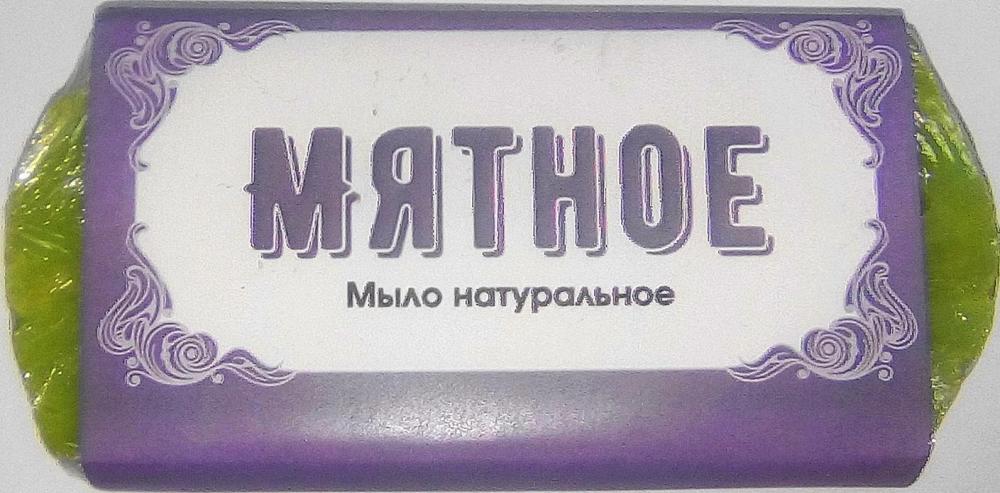 МЯТНОЕ
Мыло натуральное